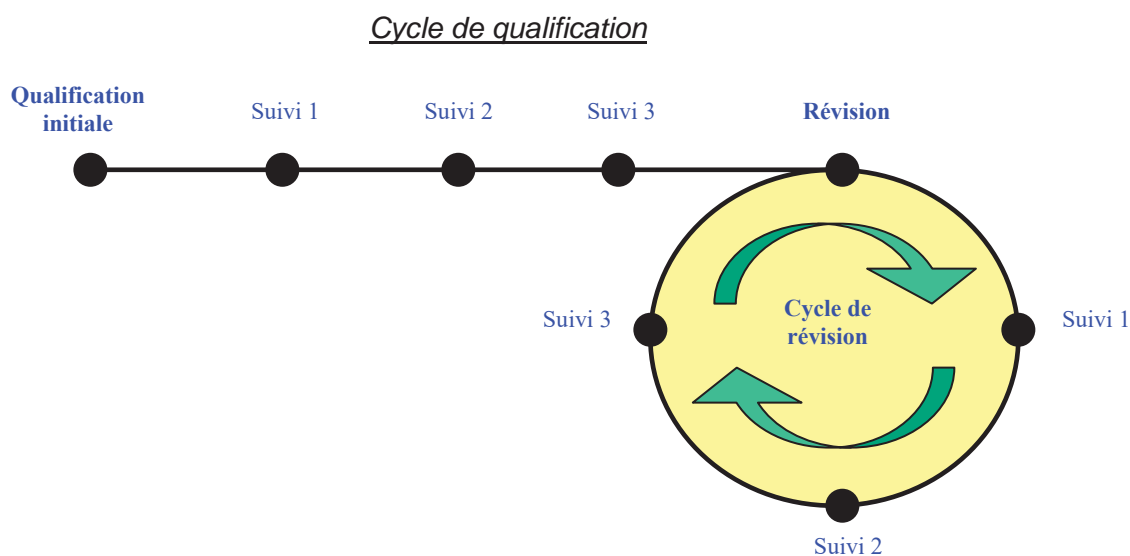 Cycle de qualification
Qualification
initiale
Suivi 1
Suivi 2
Suivi 3
Révision
Suivi 3
Cycle de
révision
Suivi 1
Suivi 2